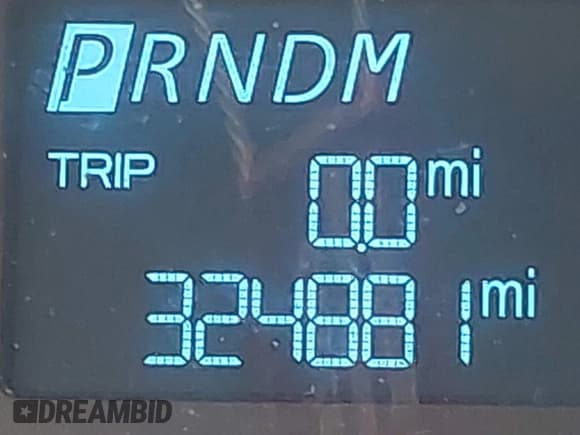 PRNDM
TRIP 0.0 mi
324881 mi
DREAMBID